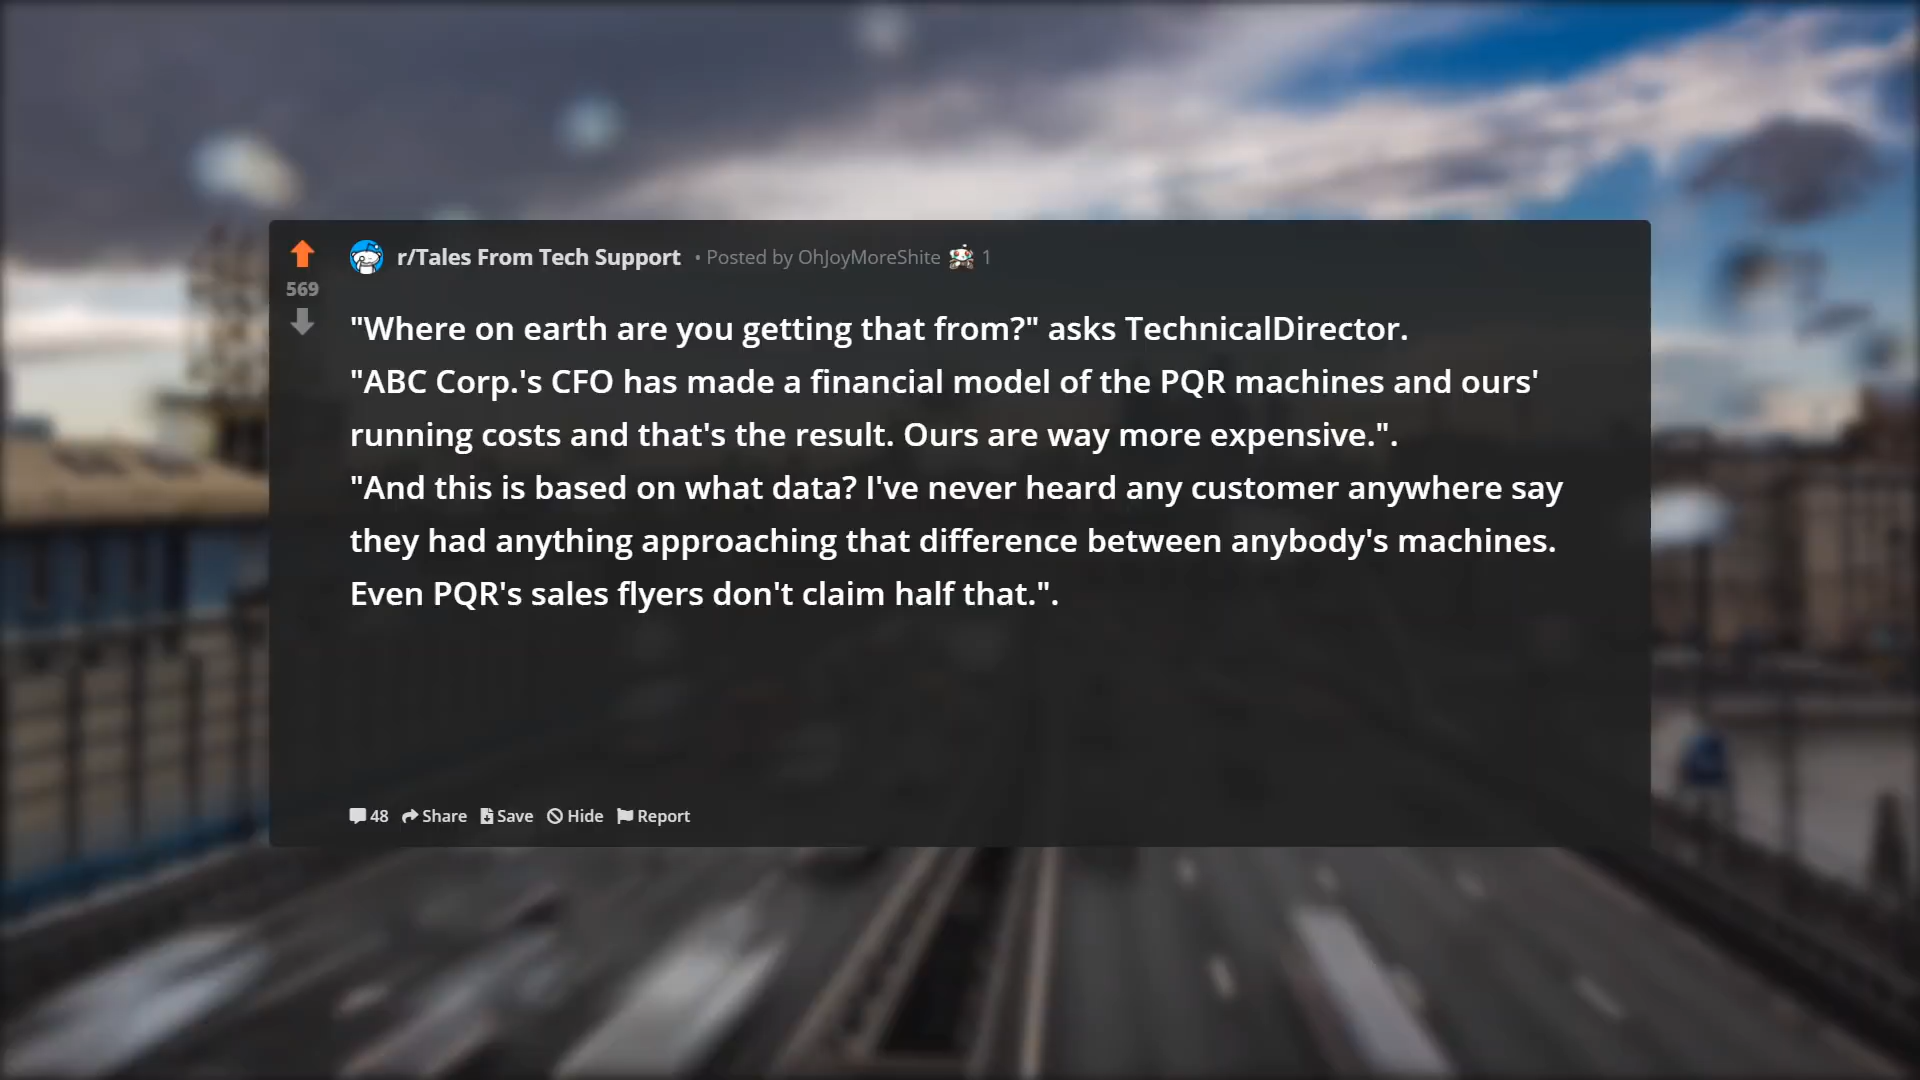 r/Tales From Tech Support • Posted by OhJoyMoreShite 1
569
"Where on earth are you getting that from?" asks TechnicalDirector.
"ABC Corp.'s CFO has made a financial model of the PQR machines and ours'
running costs and that's the result. Ours are way more expensive.".
"And this is based on what data? I've never heard any customer anywhere say
they had anything approaching that difference between anybody's machines.
Even PQR's sales flyers don't claim half that.".
48 Share Save Hide Report